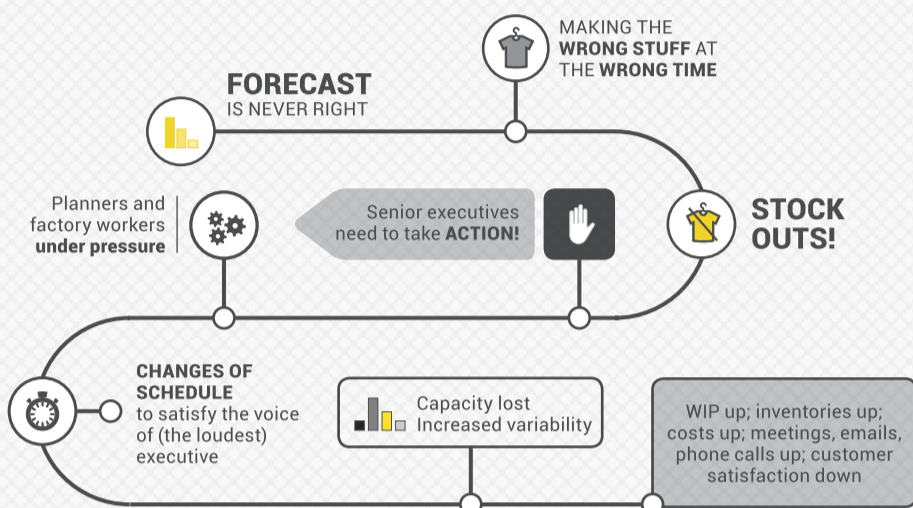 FORECAST
IS NEVER RIGHT
MAKING THE
WRONG STUFF AT
THE WRONG TIME
STOCK
OUTS!
Senior executives
need to take ACTION!
Planners and
factory workers
under pressure
CHANGES OF
SCHEDULE
to satisfy the voice
of (the loudest)
executive
Capacity lost
Increased variability
WIP up; inventories up;
costs up; meetings, emails,
phone calls up; customer
satisfaction down